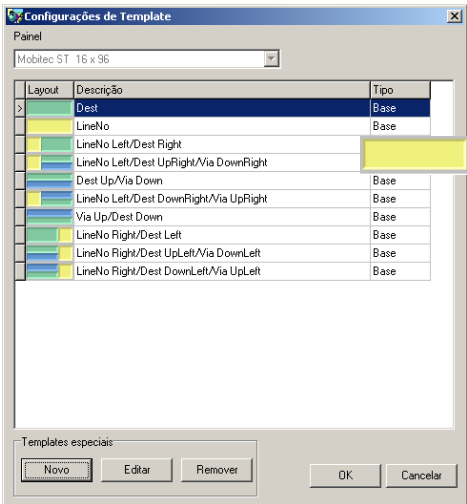 Configurações de Template
Painel
Mobitec ST 16 x 96
Layout Descrição Tipo
Dest Base
LineNo Base
LineNo Left/Dest Right
LineNo Left/Dest UpRight/Via DownRight
Dest Up/Via Down Base
LineNo Left/Dest DownRight/Via UpRight Base
Via Up/Dest Down Base
LineNo Right/Dest Left Base
LineNo Right/Dest UpLeft/Via DownLeft Base
LineNo Right/Dest DownLeft/Via UpLeft Base
Templates especiais
Novo Editar Remover OK Cancelar